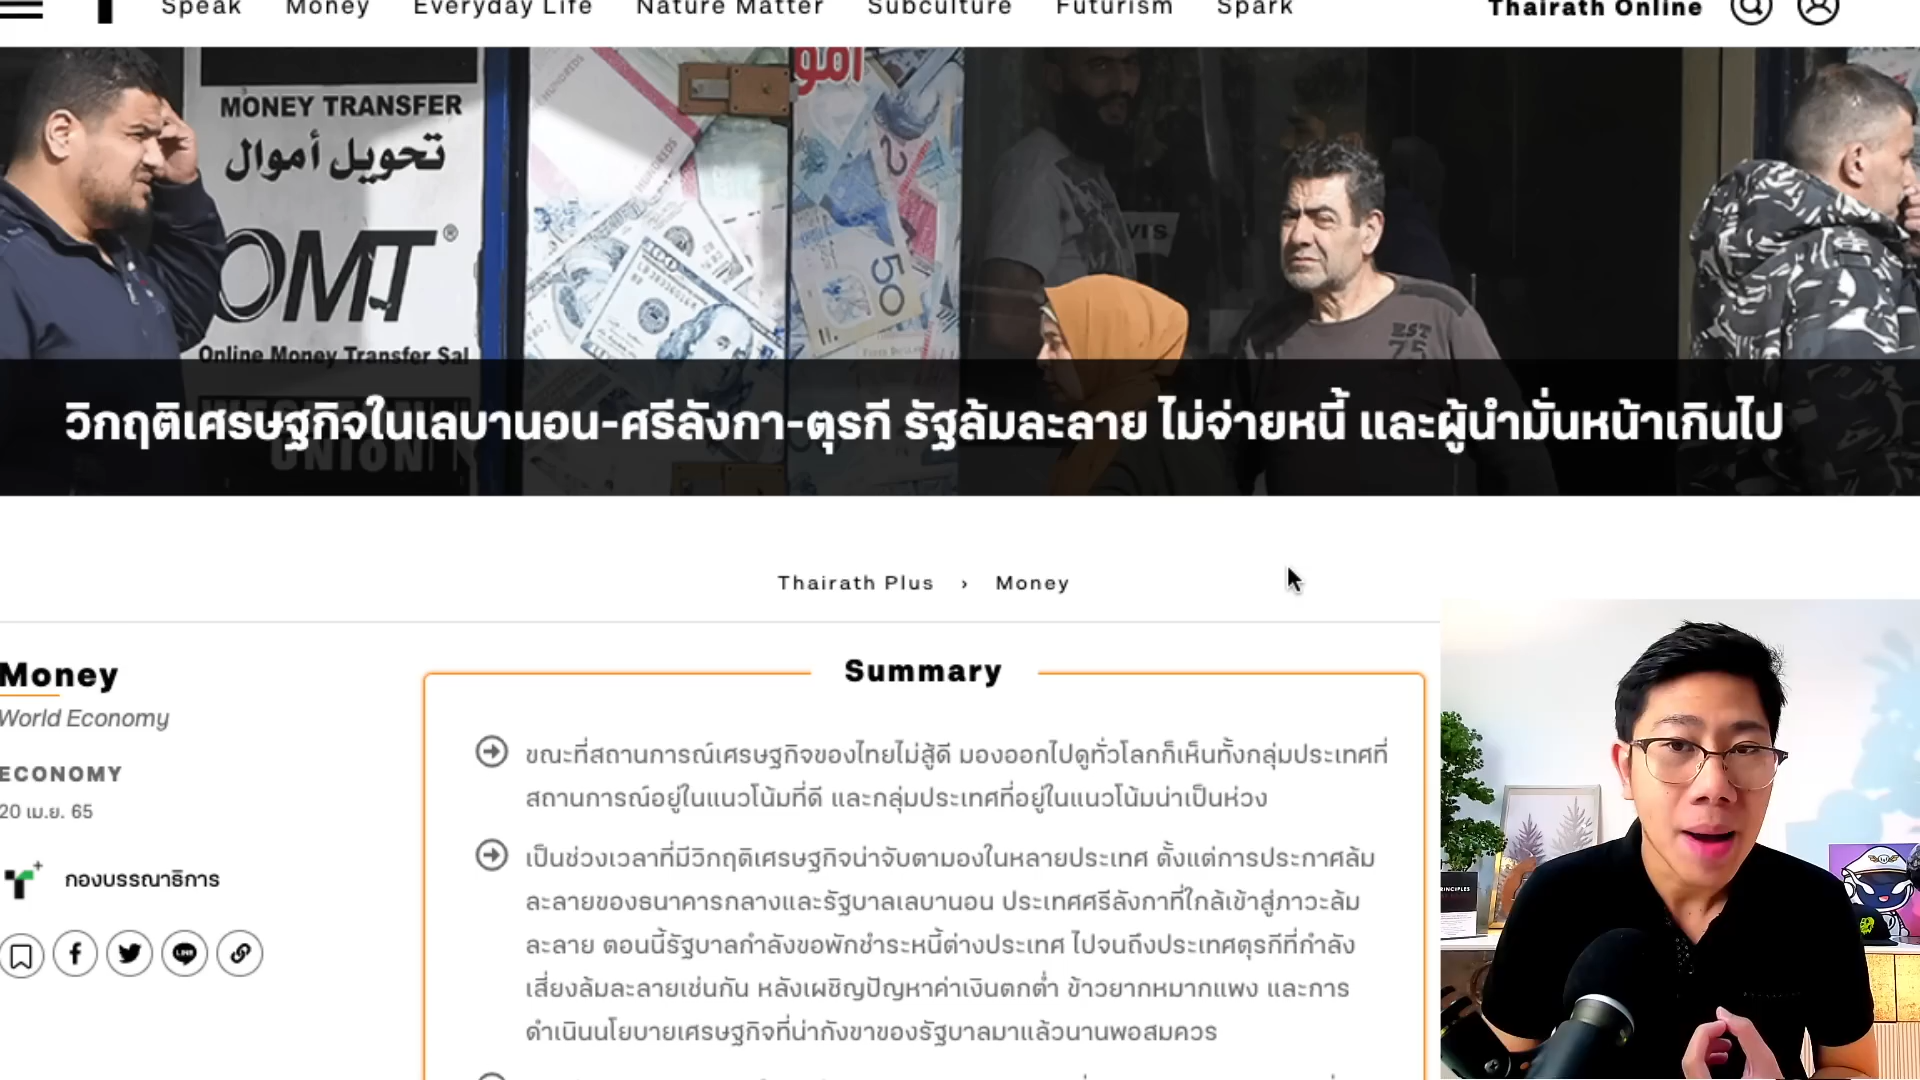 Speak Money Everyday Life Nature Matter Subculture Futurism Spark Thairath Online
MONEY TRANSFER
تحويل أموال
OMT®
Online Money Transfer Sal
WESTERN
UNION
50
100
EST
75
วิกฤติเศรษฐกิจในเลบานอน-ศรีลังกา-ตุรกี รัฐล้มละลาย ไม่จ่ายหนี้ และผู้นำมั่นหน้าเกินไป
Thairath Plus › Money
Money
World Economy
ECONOMY
20 เม.ย. 65
กองบรรณาธิการ
LINE
Summary
ขณะที่สถานการณ์เศรษฐกิจของไทยไม่สู้ดี มองออกไปดูทั่วโลกก็เห็นทั้งกลุ่มประเทศที่
สถานการณ์อยู่ในแนวโน้มที่ดี และกลุ่มประเทศที่อยู่ในแนวโน้มน่าเป็นห่วง
เป็นช่วงเวลาที่มีวิกฤติเศรษฐกิจน่าจับตามองในหลายประเทศ ตั้งแต่การประกาศล้ม
ละลายของธนาคารกลางและรัฐบาลเลบานอน ประเทศศรีลังกาที่ใกล้เข้าสู่ภาวะล้ม
ละลาย ตอนนี้รัฐบาลกำลังขอพักชำระหนี้ต่างประเทศ ไปจนถึงประเทศตุรกีที่กำลัง
เสี่ยงล้มละลายเช่นกัน หลังเผชิญปัญหาค่าเงินตกต่ำ ข้าวยากหมากแพง และการ
ดำเนินนโยบายเศรษฐกิจที่น่ากังขาของรัฐบาลมาแล้วนานพอสมควร
PRINCIPLES